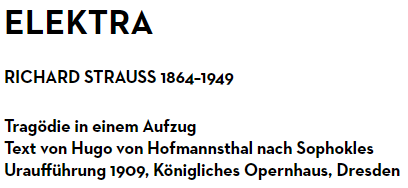 ELEKTRA
RICHARD STRAUSS 1864–1949
Tragödie in einem Aufzug
Text von Hugo von Hofmannsthal nach Sophokles
Uraufführung 1909, Königliches Opernhaus, Dresden